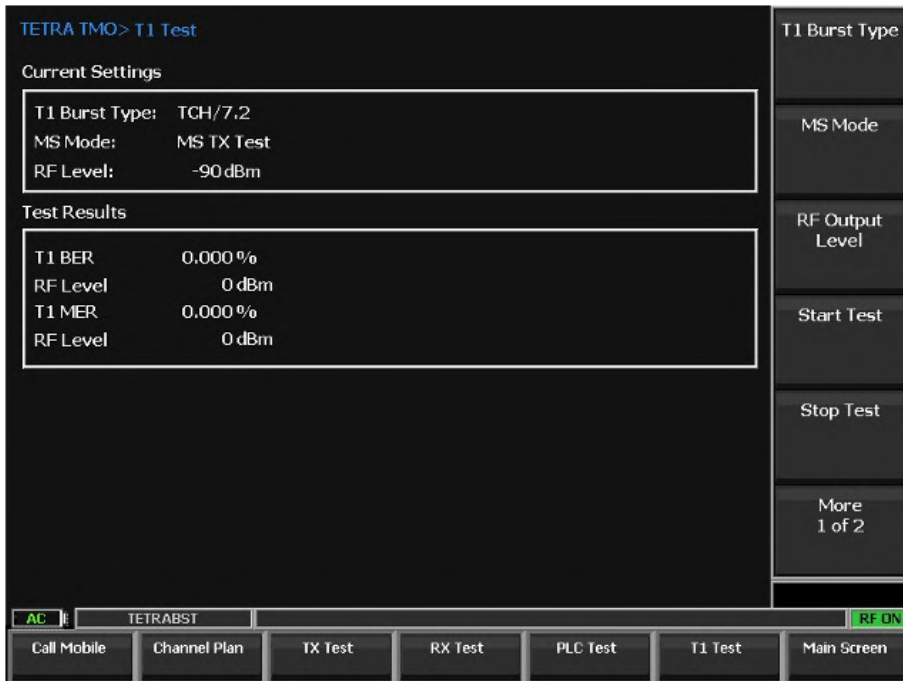 TETRA TMO> T1 Test
Current Settings
T1 Burst Type: TCH/7.2
MS Mode: MS TX Test
RF Level: -90 dBm
Test Results
T1 BER 0.000 %
RF Level 0 dBm
T1 MER 0.000 %
RF Level 0 dBm
T1 Burst Type
MS Mode
RF Output
Level
Start Test
Stop Test
More
1 of 2
AC TETRABST RF ON
Call Mobile Channel Plan TX Test RX Test PLC Test T1 Test Main Screen